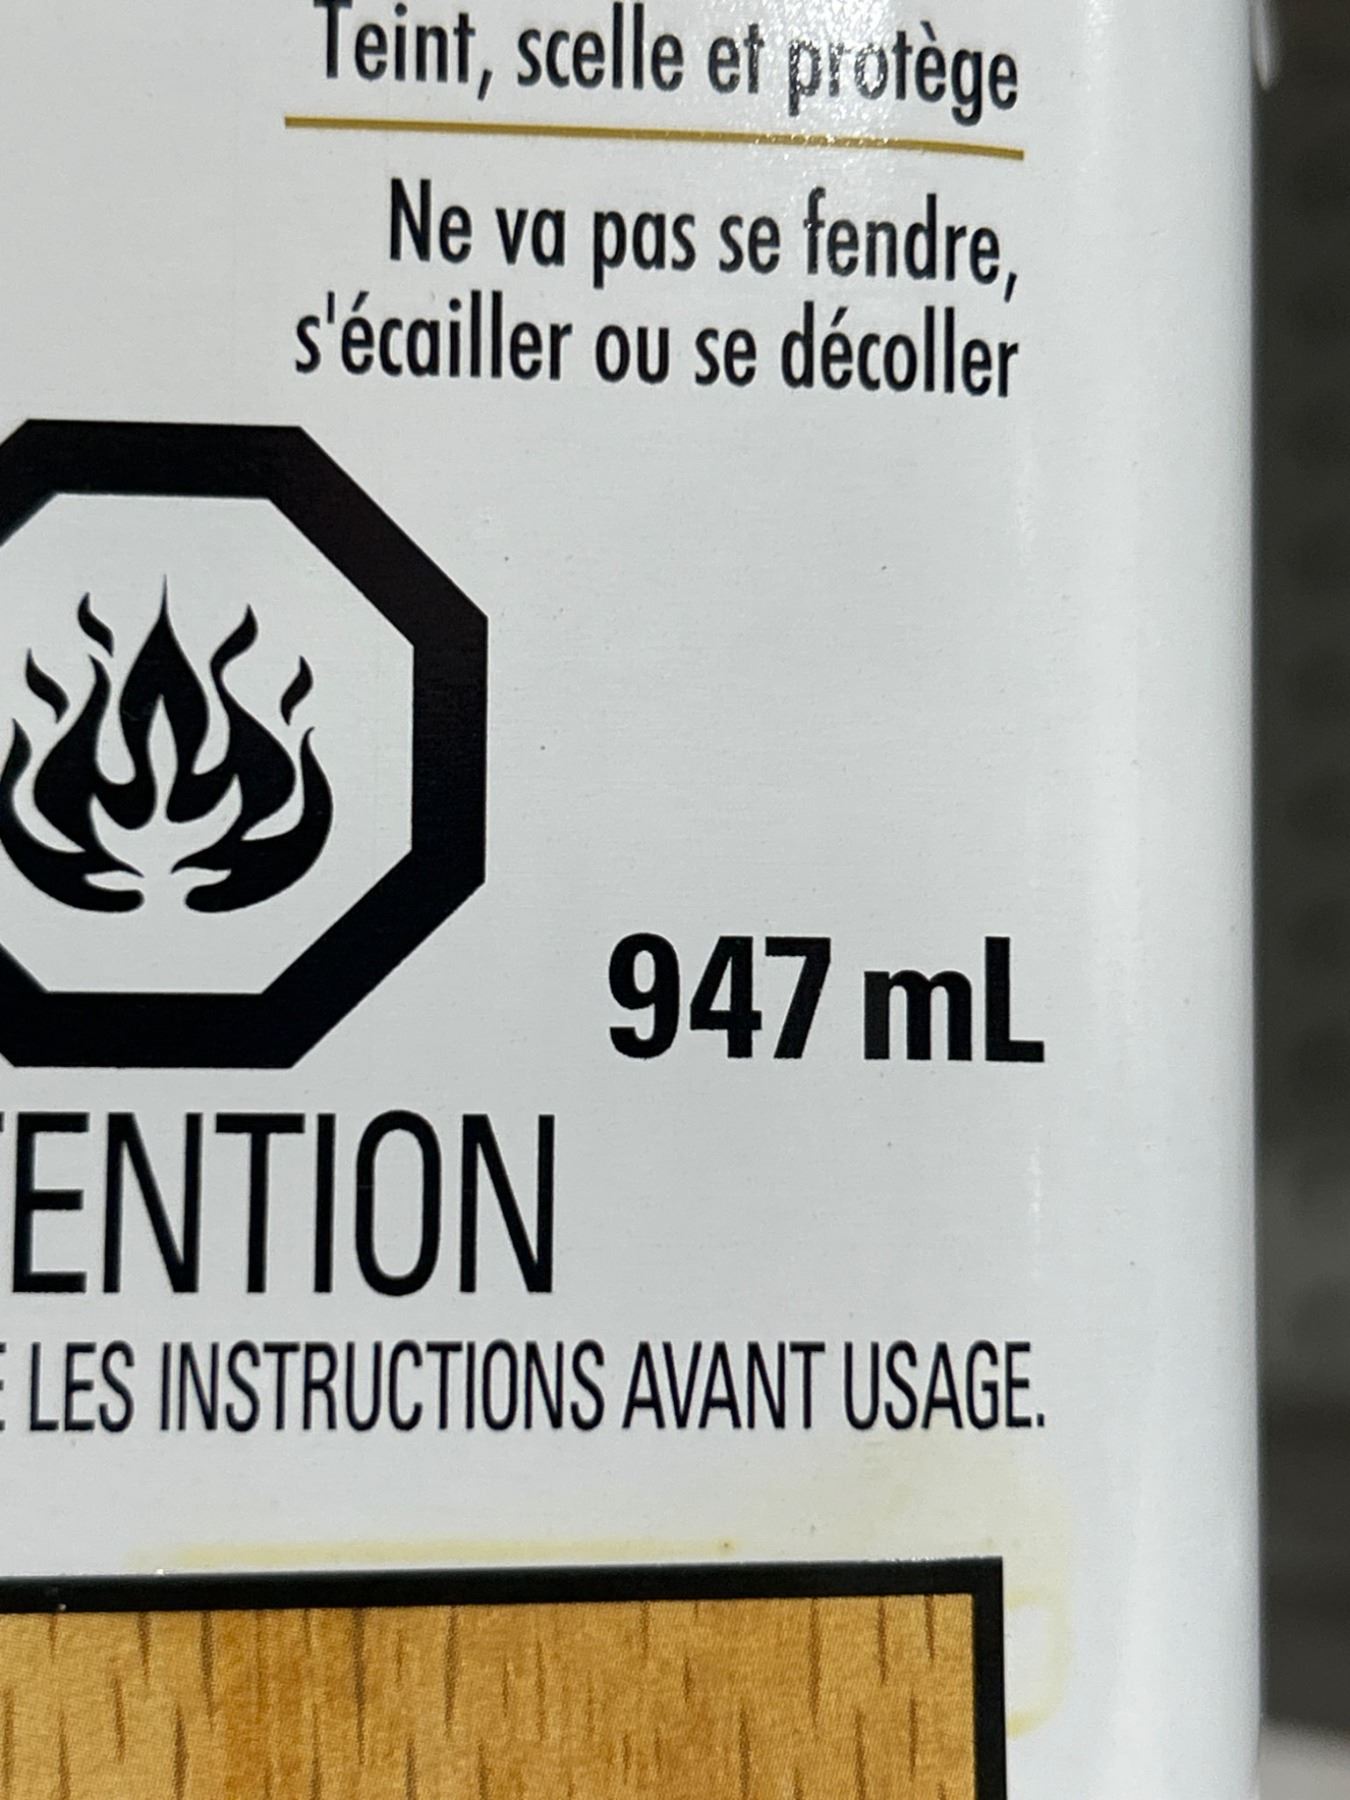 Teint, scelle et protège
Ne va pas se fendre,
s'écailler ou se décoller
947 mL
TENTION
LES INSTRUCTIONS AVANT USAGE.